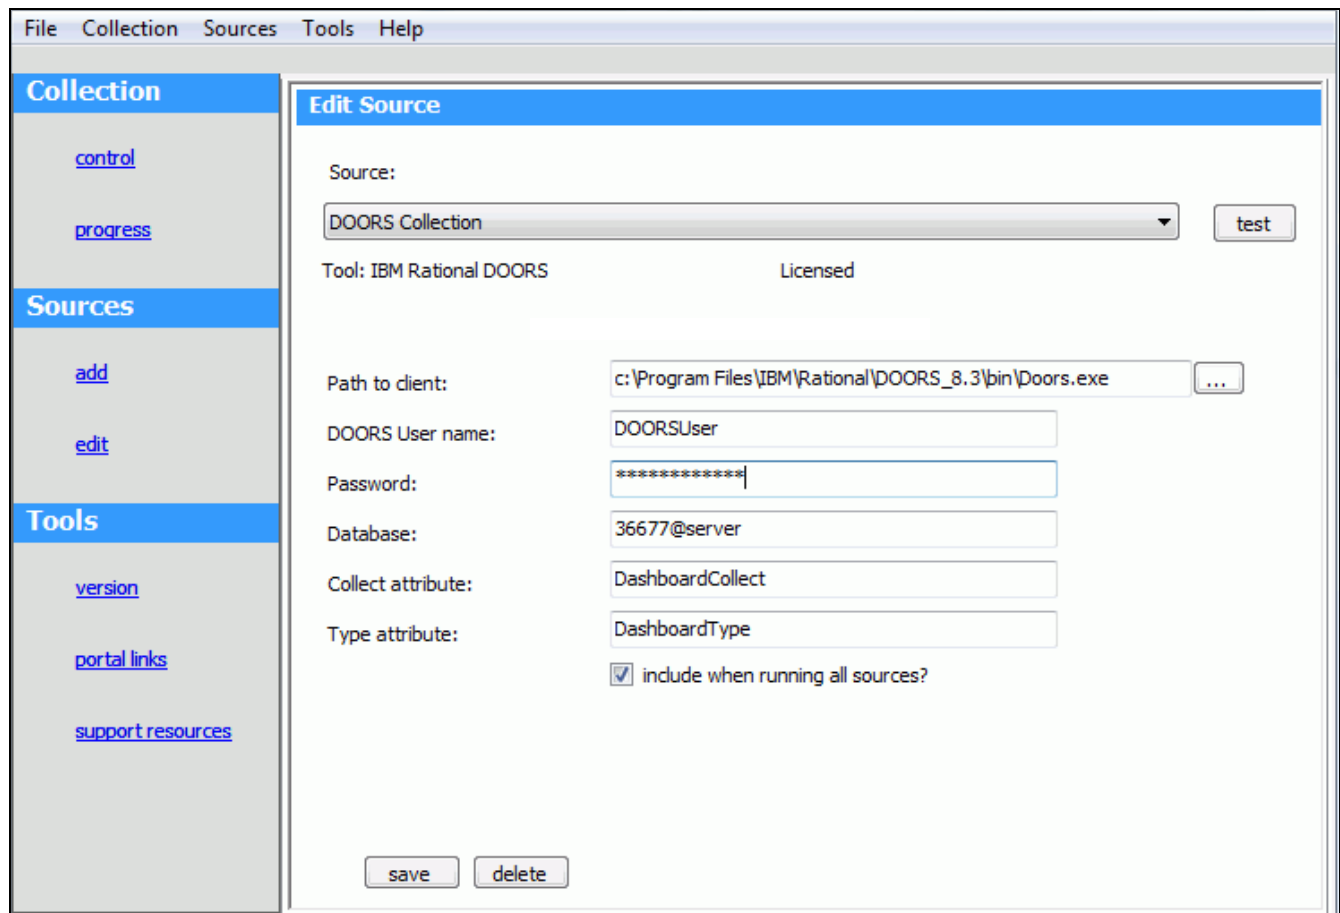 File Collection Sources Tools Help
Collection
control
progress
Sources
add
edit
Tools
version
portal links
support resources
Edit Source
Source:
DOORS Collection
test
Tool: IBM Rational DOORS Licensed
Path to client: c:\Program Files\IBM\Rational\DOORS_8.3\bin\Doors.exe ...
DOORS User name: DOORSUser
Password: ************
Database: 36677@server
Collect attribute: DashboardCollect
Type attribute: DashboardType
include when running all sources?
save delete